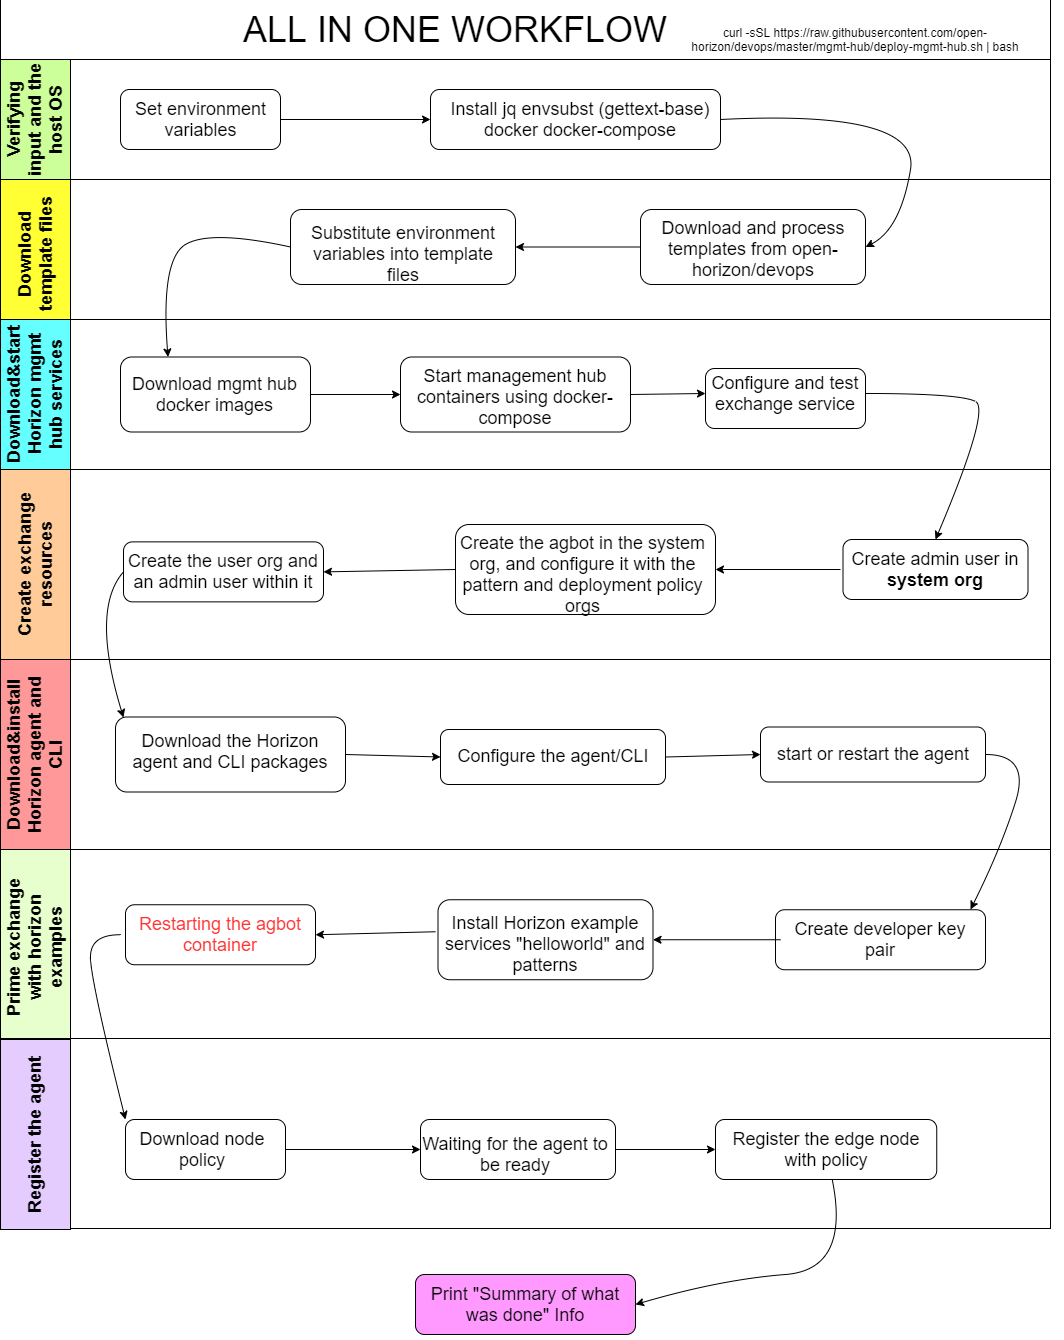 ALL IN ONE WORKFLOW
curl -sSL https://raw.githubusercontent.com/open-
horizon/devops/master/mgmt-hub/deploy-mgmt-hub.sh | bash
Verifying
input and the
host OS
Set environment
variables
Install jq envsubst (gettext-base)
docker docker-compose
Download
template files
Substitute environment
variables into template
files
Download and process
templates from open-
horizon/devops
Download&start
Horizon mgmt
hub services
Download mgmt hub
docker images
Start management hub
containers using docker-
compose
Configure and test
exchange service
Create exchange
resources
Create the user org and
an admin user within it
Create the agbot in the system
org, and configure it with the
pattern and deployment policy
orgs
Create admin user in
system org
Download&install
Horizon agent and
CLI
Download the Horizon
agent and CLI packages
Configure the agent/CLI
start or restart the agent
Prime exchange
with horizon
examples
Restarting the agbot
container
Install Horizon example
services "helloworld" and
patterns
Create developer key
pair
Register the agent
Download node
policy
Waiting for the agent to
be ready
Register the edge node
with policy
Print "Summary of what
was done" Info